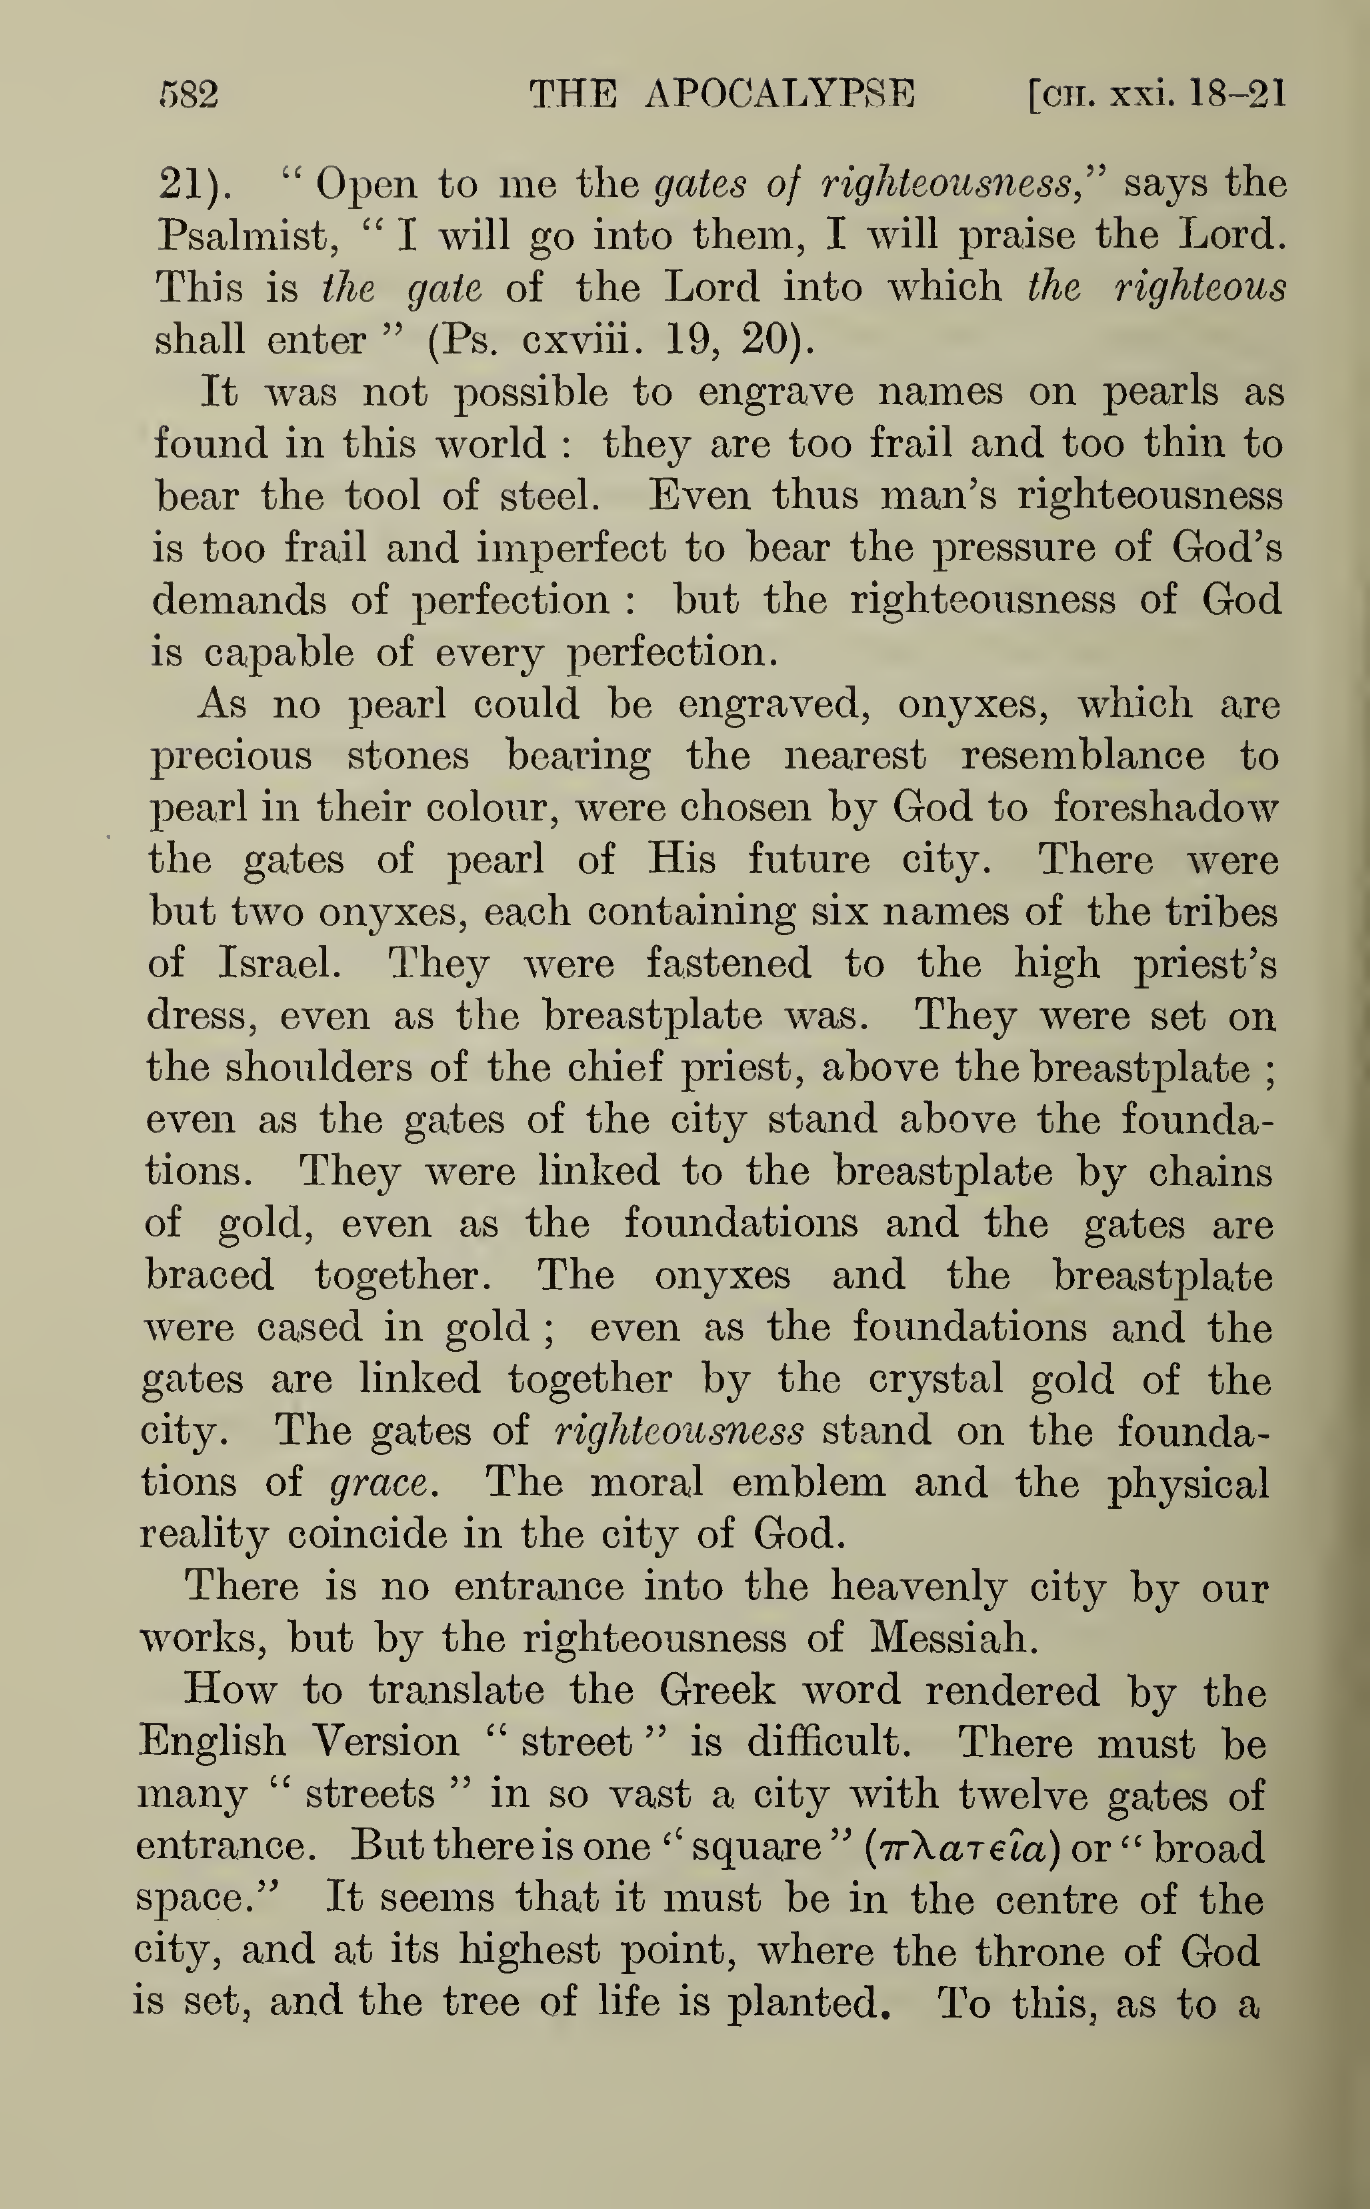 582 THE APOCALYPSE [CH. XXI. 18-21
21). “ Open to me the gates of righteousness,” says the
Psalmist, “ I will go into them, I will praise the Lord.
This is the gate of the Lord into which the righteous
shall enter ” (Ps. cxviii. 19, 20).
It was not possible to engrave names on pearls as
found in this world : they are too frail and too thin to
bear the tool of steel. Even thus man’s righteousness
is too frail and imperfect to bear the pressure of God’s
demands of perfection : but the righteousness of God
is capable of every perfection.
As no pearl could be engraved, onyxes, which are
precious stones bearing the nearest resemblance to
pearl in their colour, were chosen by God to foreshadow
the gates of pearl of His future city. There were
but two onyxes, each containing six names of the tribes
of Israel. They were fastened to the high priest’s
dress, even as the breastplate was. They were set on
the shoulders of the chief priest, above the breastplate ;
even as the gates of the city stand above the founda-
tions. They were linked to the breastplate by chains
of gold, even as the foundations and the gates are
braced together. The onyxes and the breastplate
were cased in gold ; even as the foundations and the
gates are linked together by the crystal gold of the
city. The gates of righteousness stand on the founda-
tions of grace. The moral emblem and the physical
reality coincide in the city of God.
There is no entrance into the heavenly city by our
works, but by the righteousness of Messiah.
How to translate the Greek word rendered by the
English Version “ street ” is difficult. There must be
many “ streets ” in so vast a city with twelve gates of
entrance. But there is one “ square ” (πλατεῖα) or “ broad
space.” It seems that it must be in the centre of the
city, and at its highest point, where the throne of God
is set, and the tree of life is planted. To this, as to a